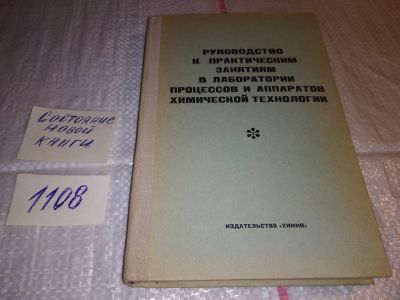 РУКОВОДСТВО
К ПРАКТИЧЕСКИМ
ЗАНЯТИЯМ
В ЛАБОРАТОРИИ
ПРОЦЕССОВ И АППАРАТОВ
ХИМИЧЕСКОЙ ТЕХНОЛОГИИ
ИЗДАТЕЛЬСТВО «ХИМИЯ»
Состояние
новой
книги
1108